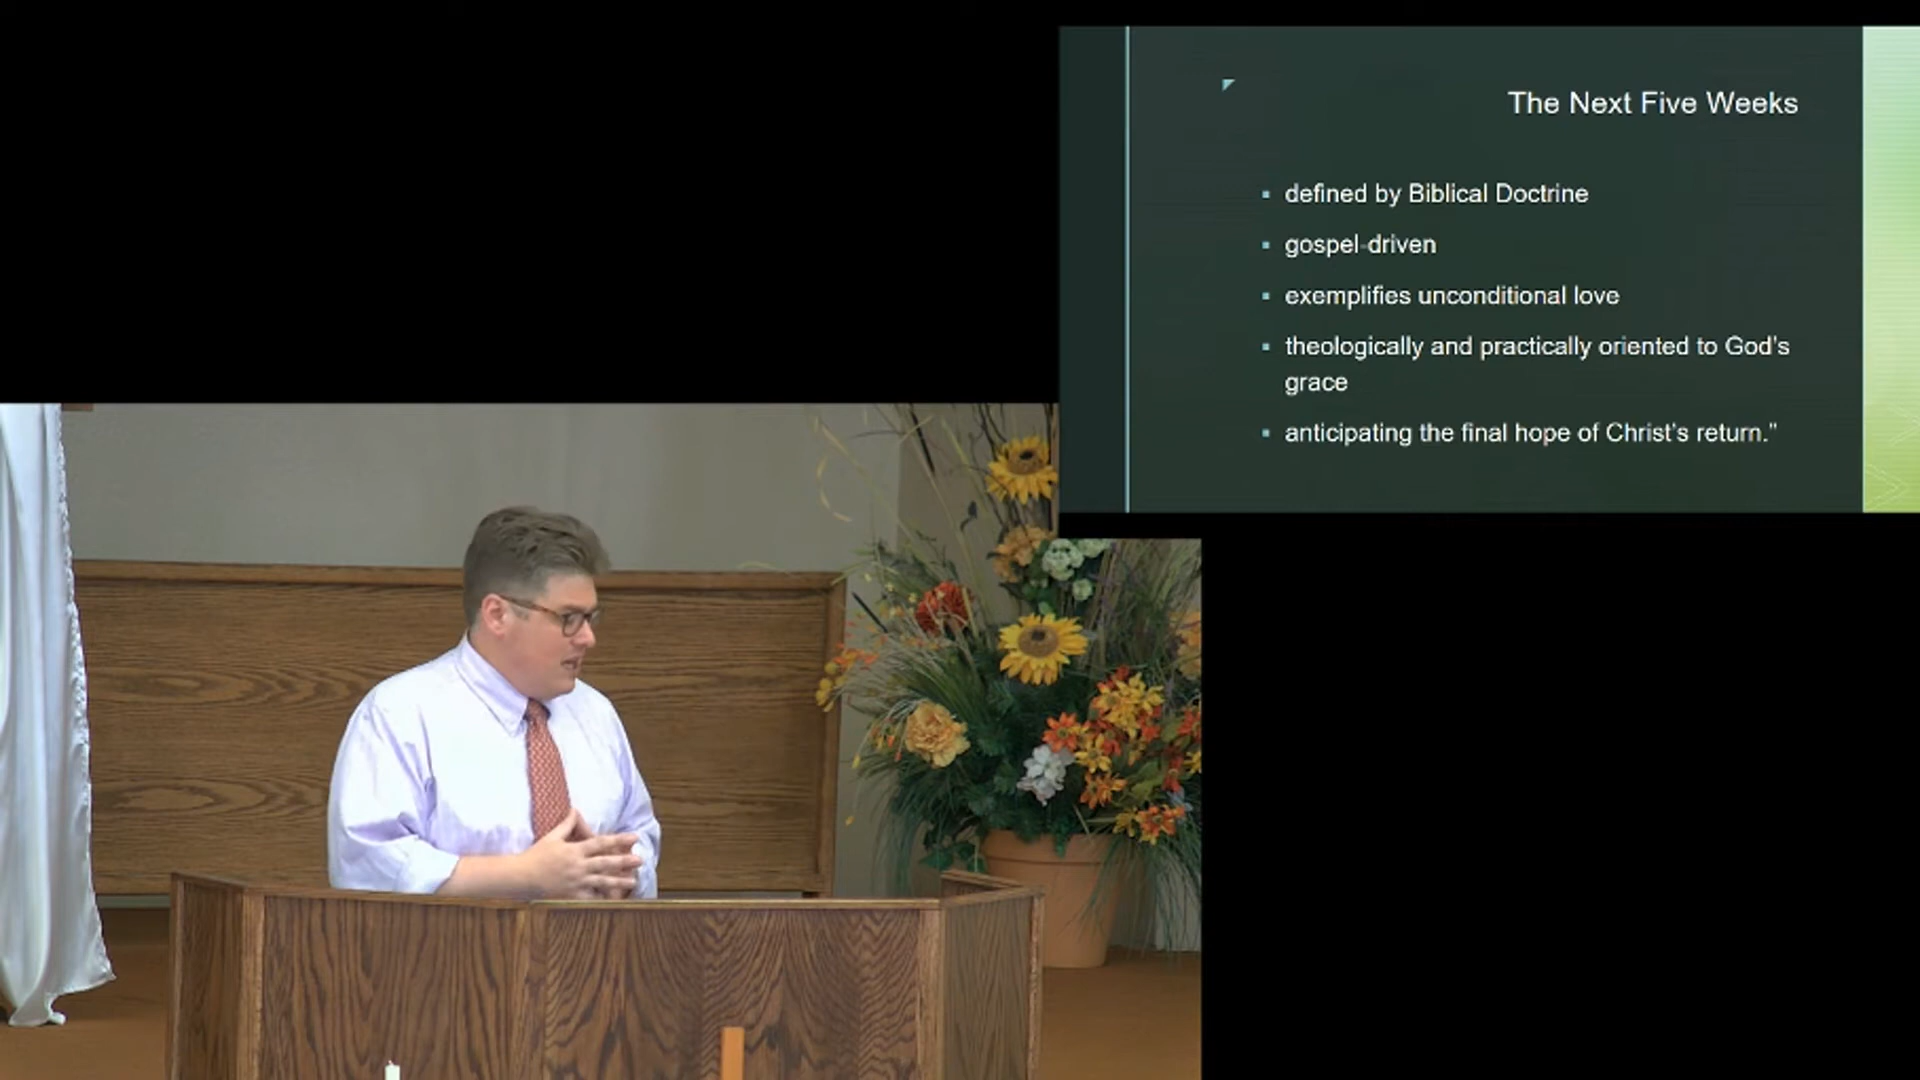 The Next Five Weeks
defined by Biblical Doctrine
gospel-driven
exemplifies unconditional love
theologically and practically oriented to God's
grace
anticipating the final hope of Christ's return."